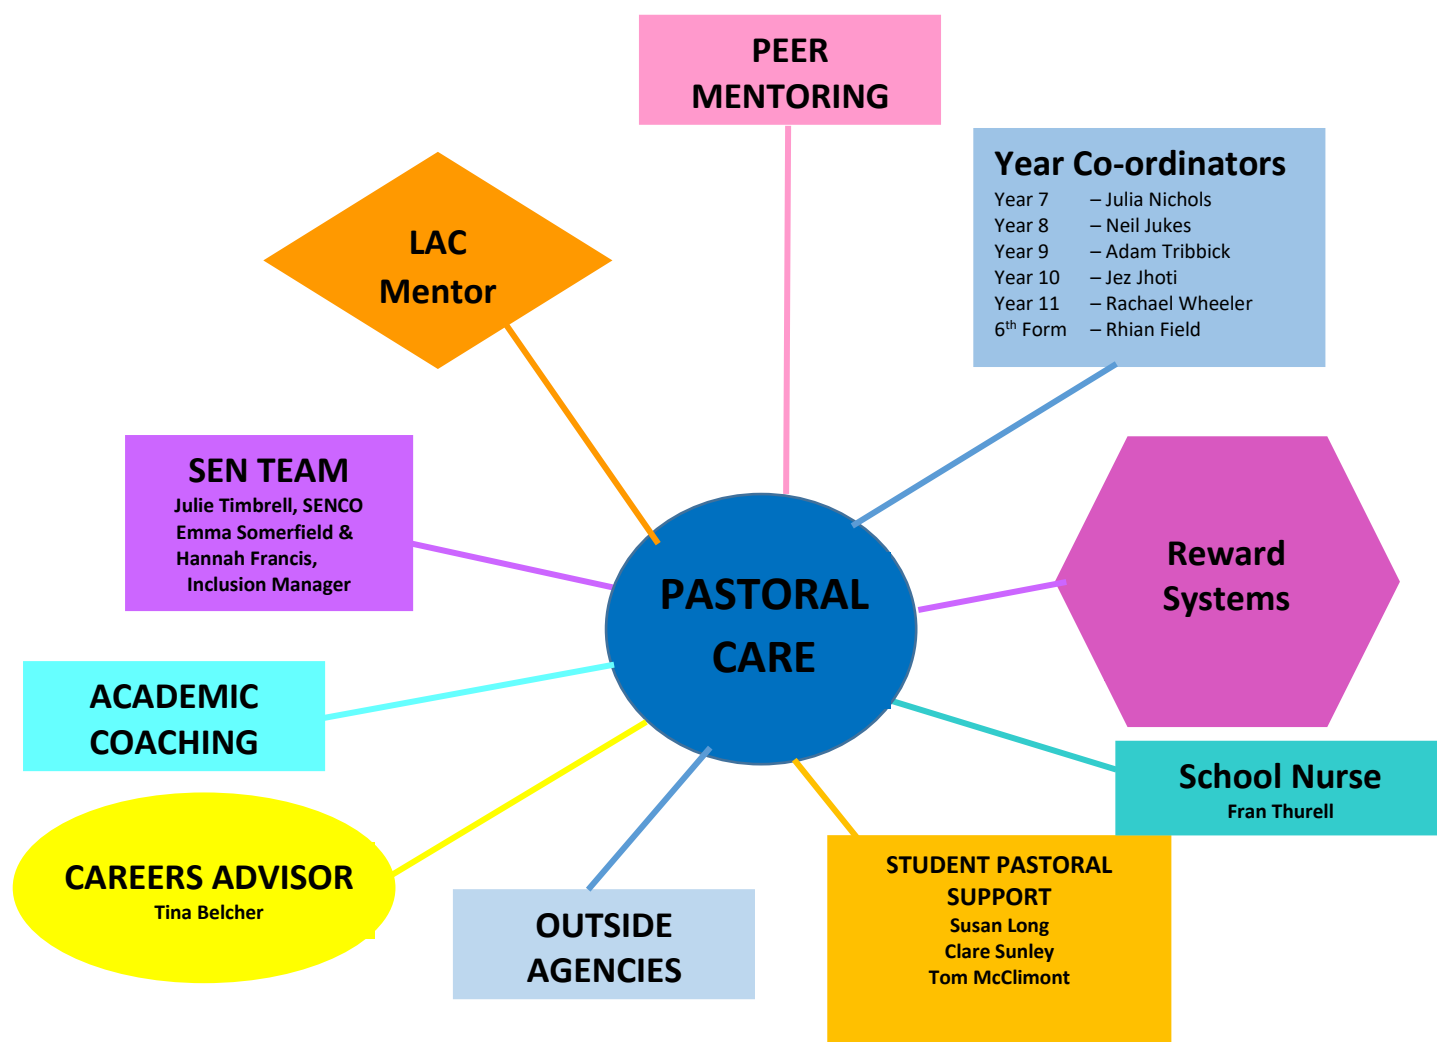 PEER
MENTORING
Year Co-ordinators
Year 7 – Julia Nichols
Year 8 – Neil Jukes
Year 9 – Adam Tribbick
Year 10 – Jez Jhoti
Year 11 – Rachael Wheeler
6th Form – Rhian Field
LAC
Mentor
SEN TEAM
Julie Timbrell, SENCO
Emma Somerfield &
Hannah Francis,
Inclusion Manager
Reward
Systems
PASTORAL
CARE
ACADEMIC
COACHING
School Nurse
Fran Thurell
CAREERS ADVISOR
Tina Belcher
OUTSIDE
AGENCIES
STUDENT PASTORAL
SUPPORT
Susan Long
Clare Sunley
Tom McClimont